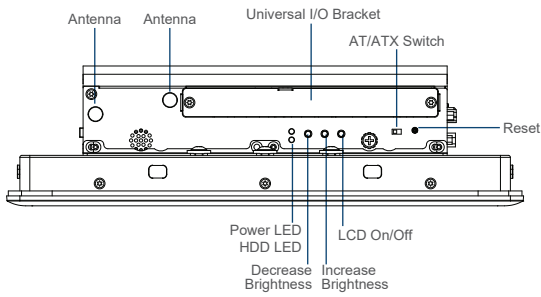 Universal I/O Bracket
Antenna
Antenna
AT/ATX Switch
Reset
Power LED
HDD LED
LCD On/Off
Decrease
Brightness
Increase
Brightness